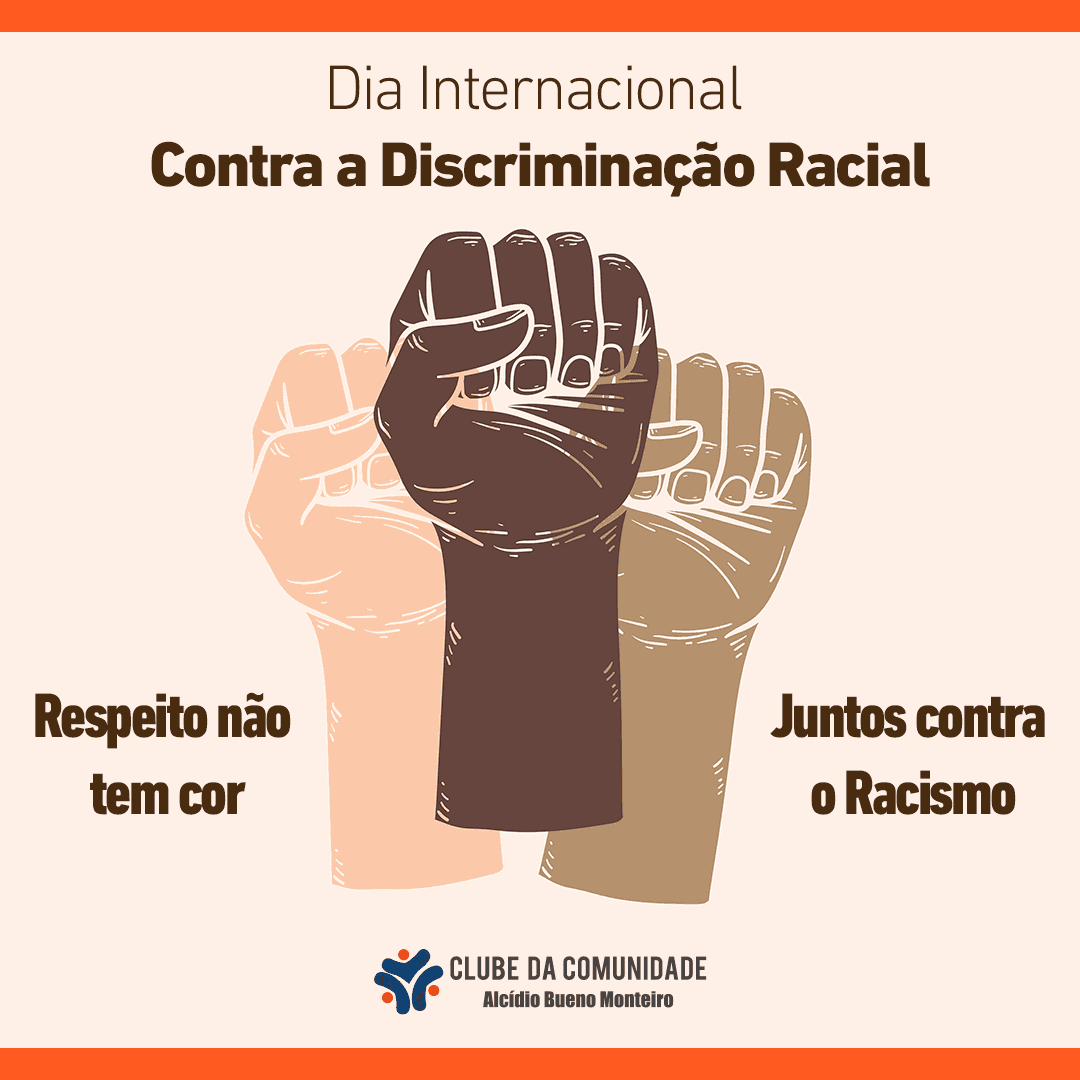 Dia Internacional
Contra a Discriminação Racial
Respeito não
tem cor
Juntos contra
o Racismo
CLUBE DA COMUNIDADE
Alcídio Bueno Monteiro